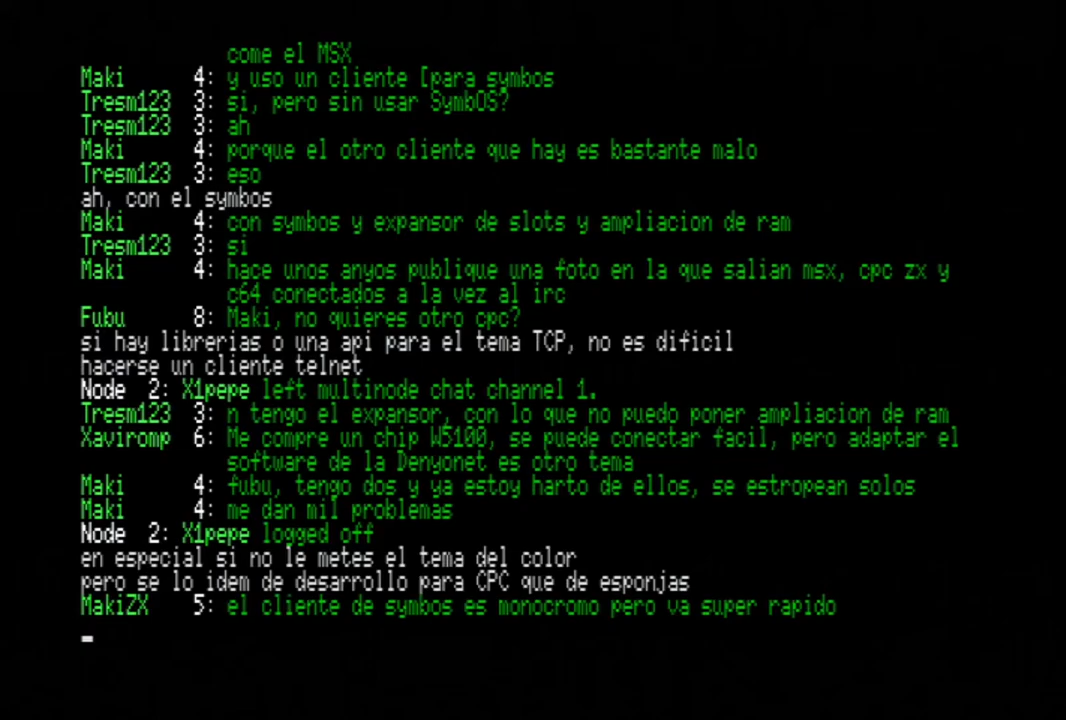 come el MSX
Maki 4: y uso un cliente [para symbos
Tresm123 3: si, pero sin usar SymbOS?
Tresm123 3: ah
Maki 4: porque el otro cliente que hay es bastante malo
Tresm123 3: eso
ah, con el symbos
Maki 4: con symbos y expansor de slots y ampliacion de ram
Tresm123 3: si
Maki 4: hace unos anyos publique una foto en la que salian msx, cpc zx y
c64 conectados a la vez al irc
Fubu 8: Maki, no quieres otro cpc?
si hay librerias o una api para el tema TCP, no es dificil
hacerse un cliente telnet
Node 2: X1pepe left multinode chat channel 1.
Tresm123 3: n tengo el expansor, con lo que no puedo poner ampliacion de ram
Xaviromp 6: Me compre un chip W5100, se puede conectar facil, pero adaptar el
software de la Denyonet es otro tema
Maki 4: fubu, tengo dos y ya estoy harto de ellos, se estropean solos
Maki 4: me dan mil problemas
Node 2: X1pepe logged off
en especial si no le metes el tema del color
pero se lo idem de desarrollo para CPC que de esponjas
MakiZX 5: el cliente de symbos es monocromo pero va super rapido